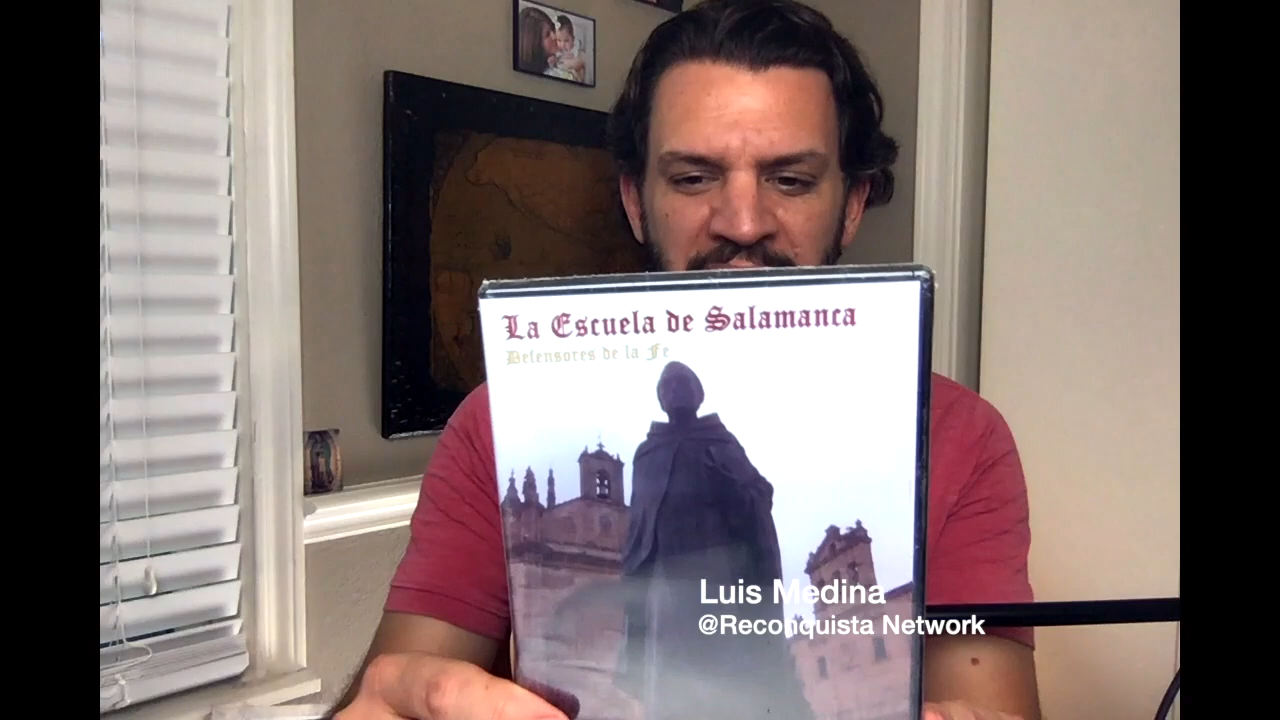 La Escuela de Salamanca
Defensores de la Fe
Luis Medina
@Reconquista Network